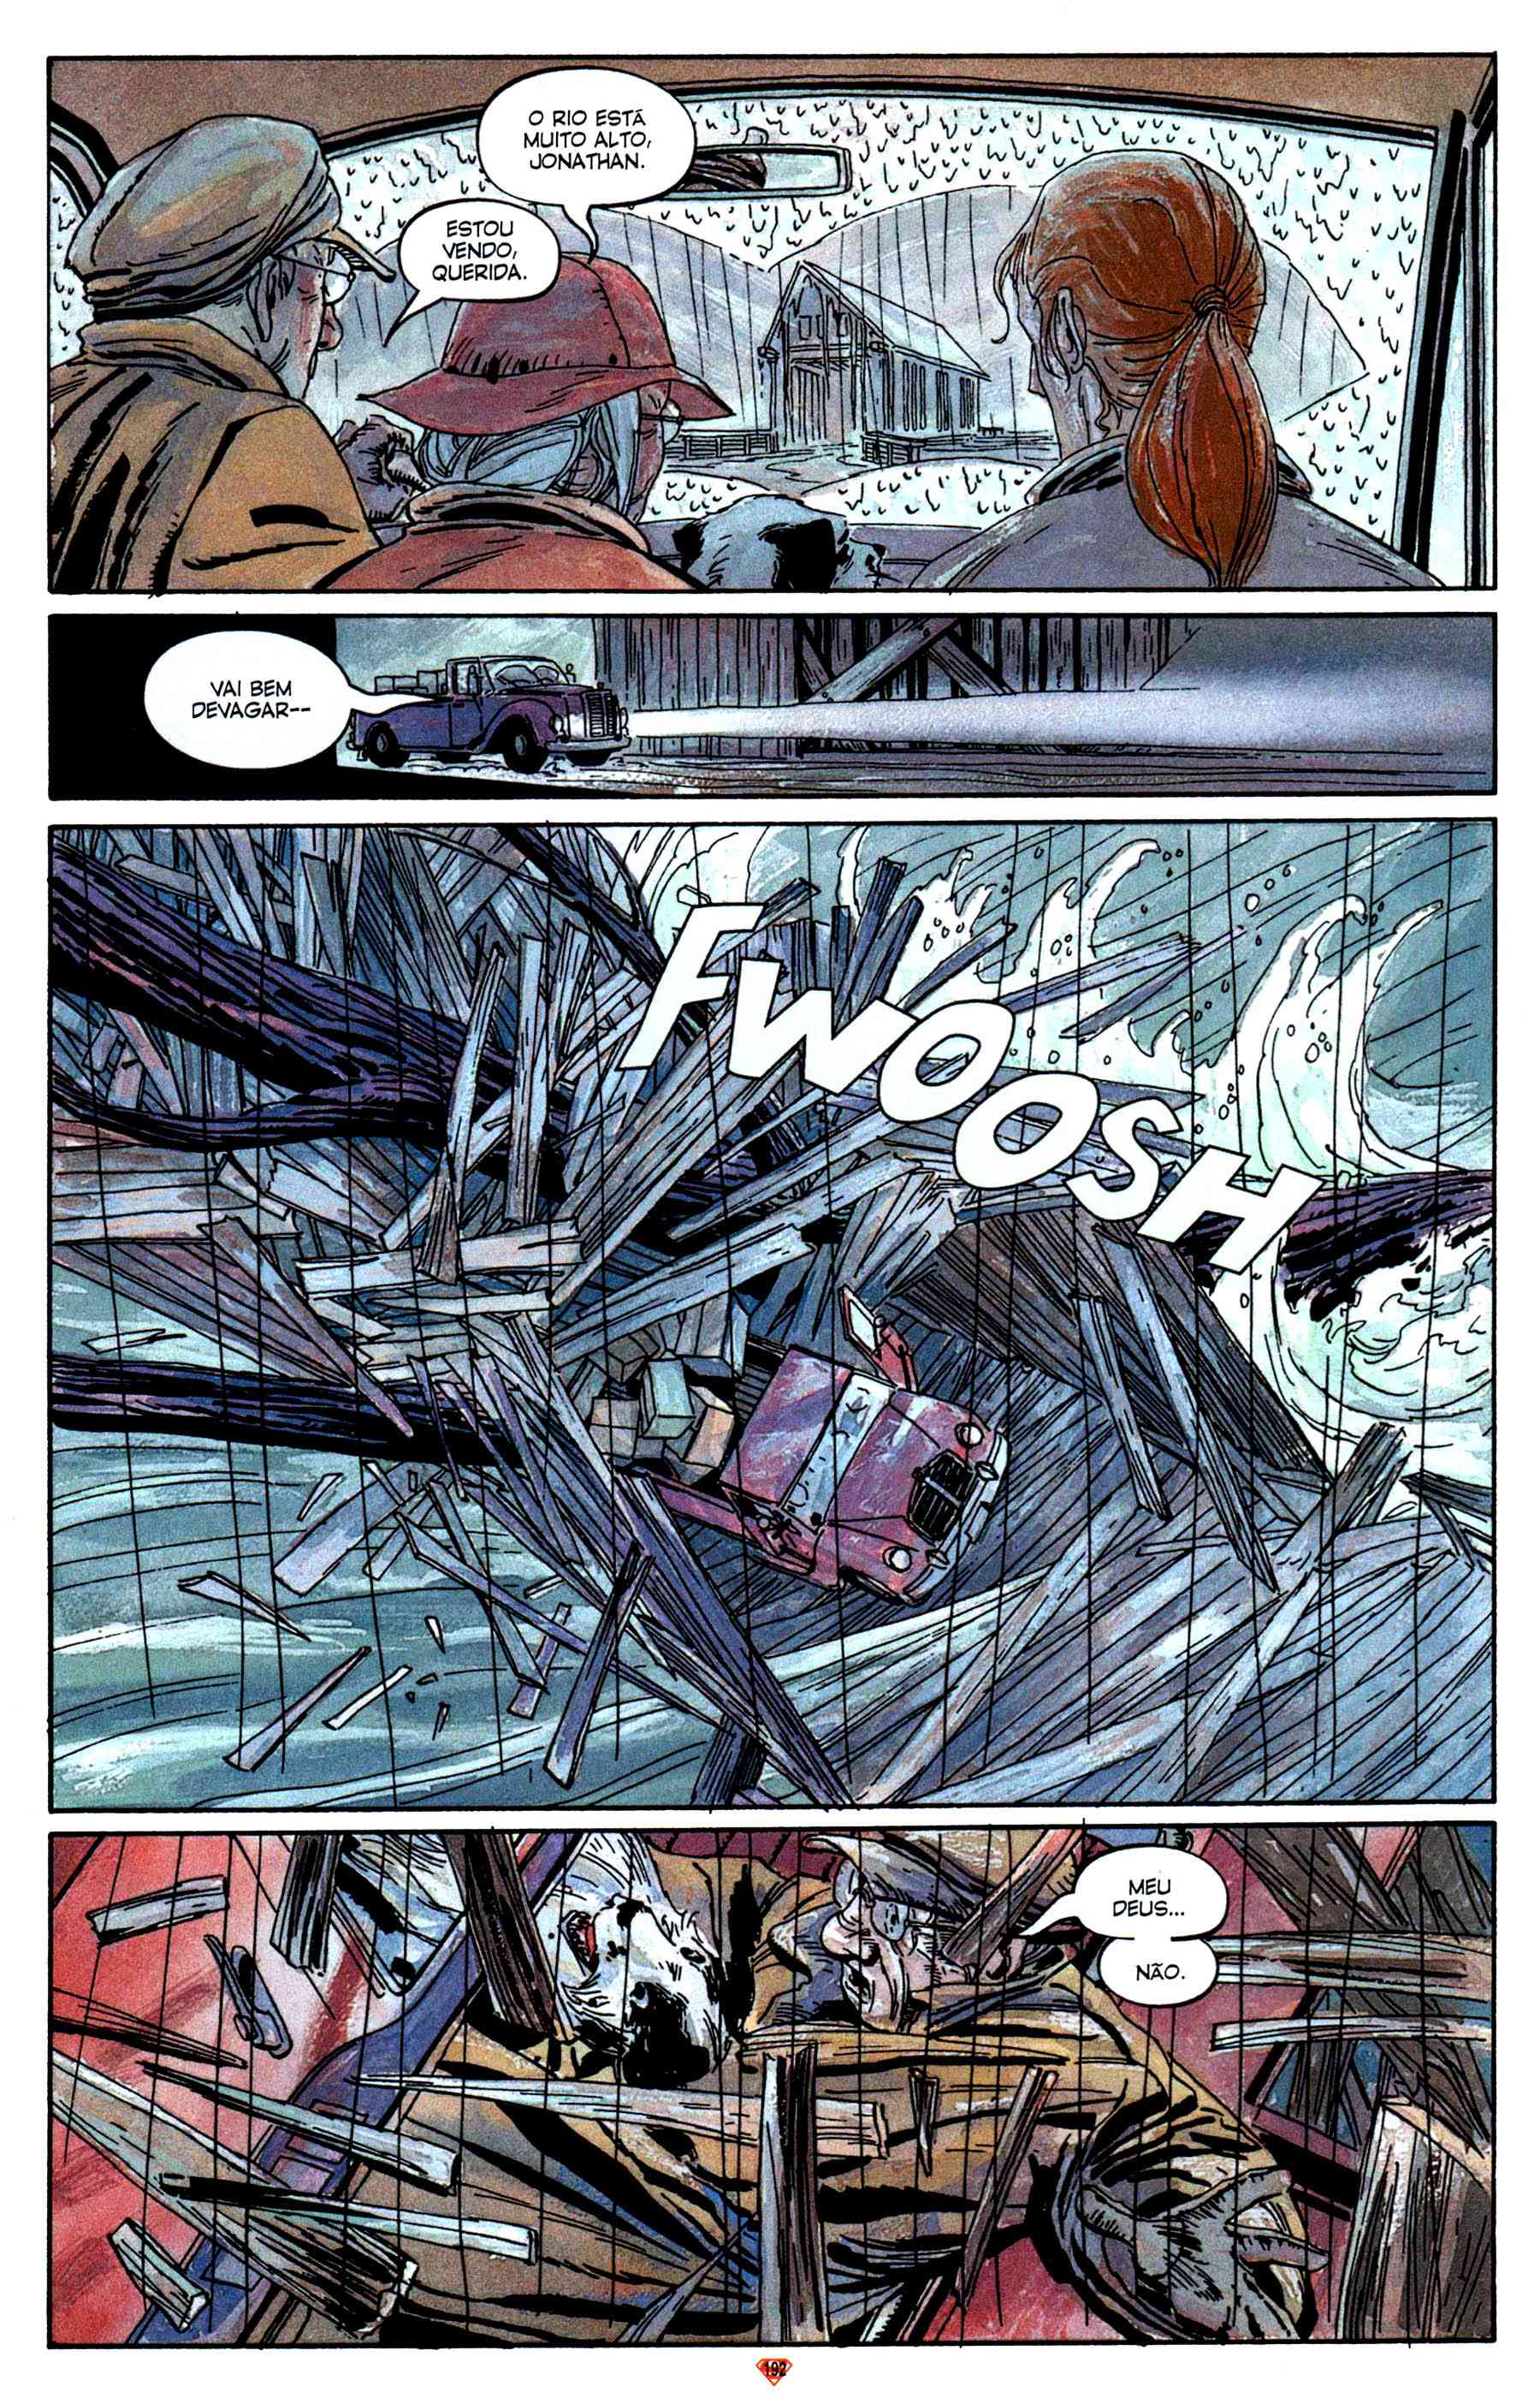 O RIO ESTÁ
MUITO ALTO,
JONATHAN.
ESTOU
VENDO,
QUERIDA.
VAI BEM
DEVAGAR--
FWOOSH
MEU
DEUS...
NÃO.
192